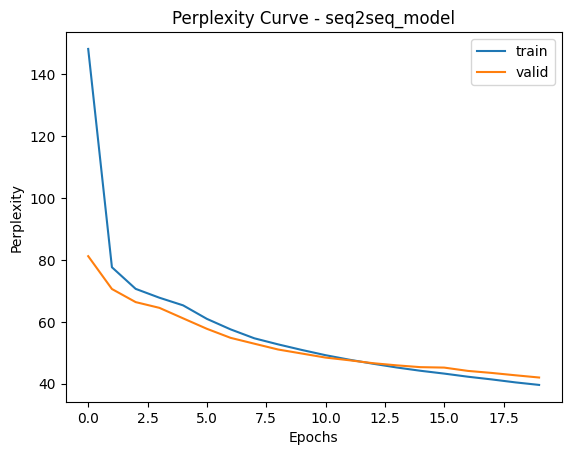 Perplexity Curve - seq2seq_model
train
valid
140
120
100
80
60
40
Perplexity
0.0 2.5 5.0 7.5 10.0 12.5 15.0 17.5
Epochs